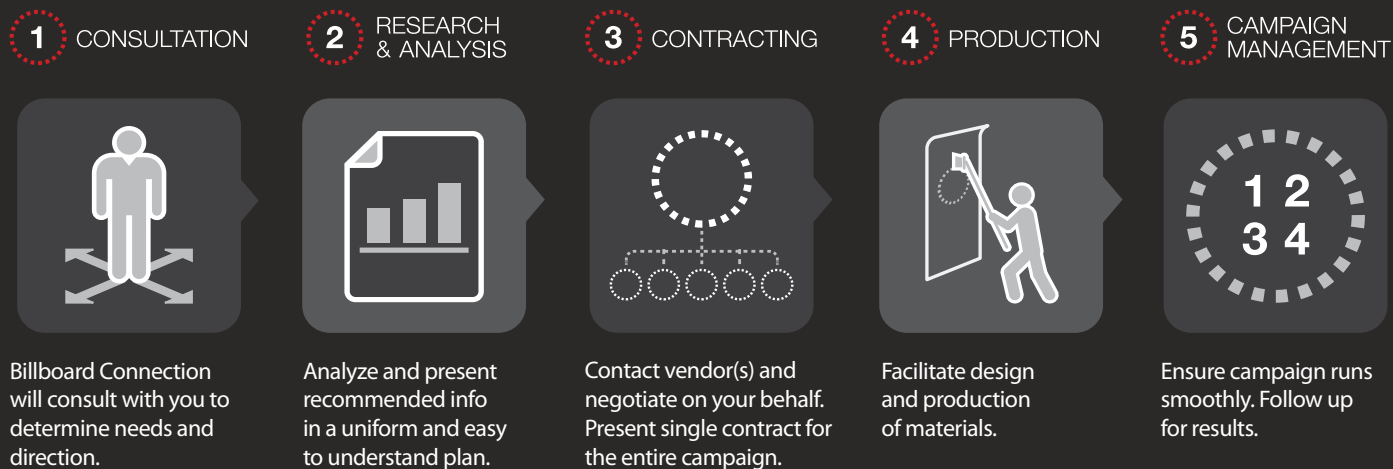 1 CONSULTATION
2 RESEARCH
& ANALYSIS
3 CONTRACTING
4 PRODUCTION
5 CAMPAIGN
MANAGEMENT
1 2
3 4
Billboard Connection
will consult with you to
determine needs and
direction.
Analyze and present
recommended info
in a uniform and easy
to understand plan.
Contact vendor(s) and
negotiate on your behalf.
Present single contract for
the entire campaign.
Facilitate design
and production
of materials.
Ensure campaign runs
smoothly. Follow up
for results.